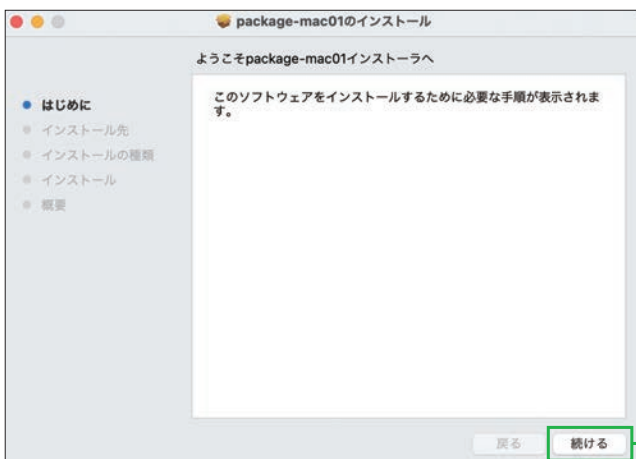 package-mac01のインストール
ようこそpackage-mac01インストーラへ
はじめに
インストール先
インストールの種類
インストール
概要
このソフトウェアをインストールするために必要な手順が表示されま
す。
戻る
続ける